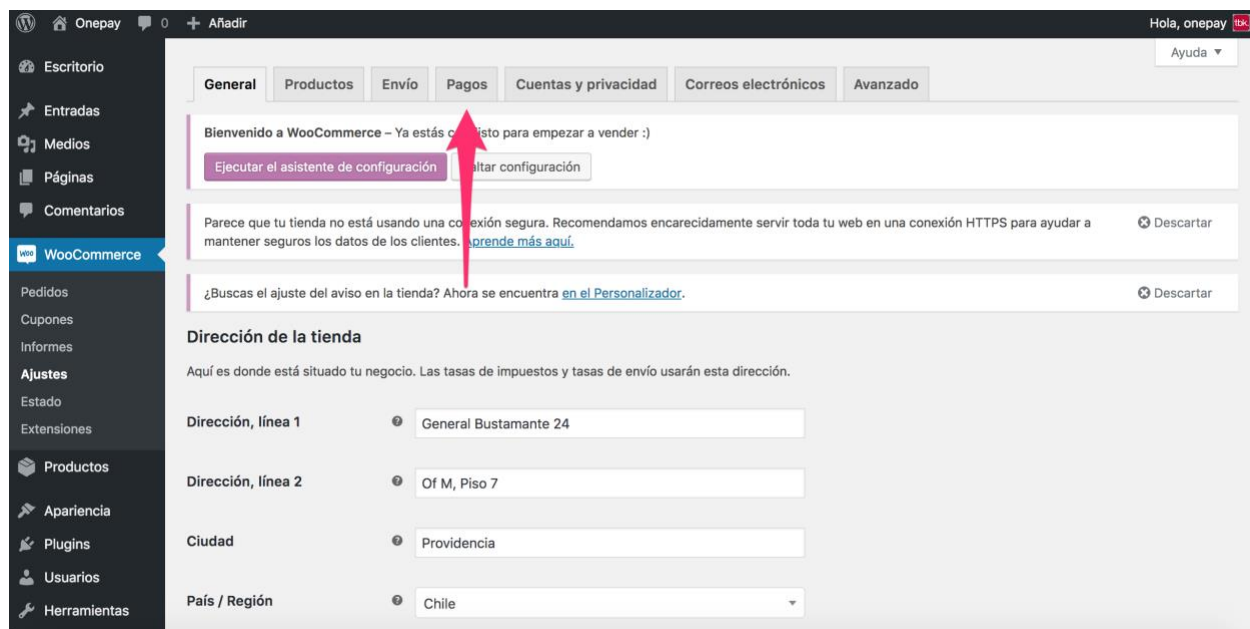 Onepay 0 + Añadir Hola, onepay tbk.
Ayuda
Escritorio
Entradas
Medios
Páginas
Comentarios
WooCommerce
Pedidos
Cupones
Informes
Ajustes
Estado
Extensiones
Productos
Apariencia
Plugins
Usuarios
Herramientas
General Productos Envío Pagos Cuentas y privacidad Correos electrónicos Avanzado
Bienvenido a WooCommerce – Ya estás para empezar a vender :)
Ejecutar el asistente de configuración configuración
Parece que tu tienda no está usando una conexión segura. Recomendamos encarecidamente servir toda tu web en una conexión HTTPS para ayudar a
mantener seguros los datos de los clientes. Aprende más aquí.
Descartar
¿Buscas el ajuste del aviso en la tienda? Ahora se encuentra en el Personalizador.
Descartar
Dirección de la tienda
Aquí es donde está situado tu negocio. Las tasas de impuestos y tasas de envío usarán esta dirección.
Dirección, línea 1 General Bustamante 24
Dirección, línea 2 Of M, Piso 7
Ciudad Providencia
País / Región Chile